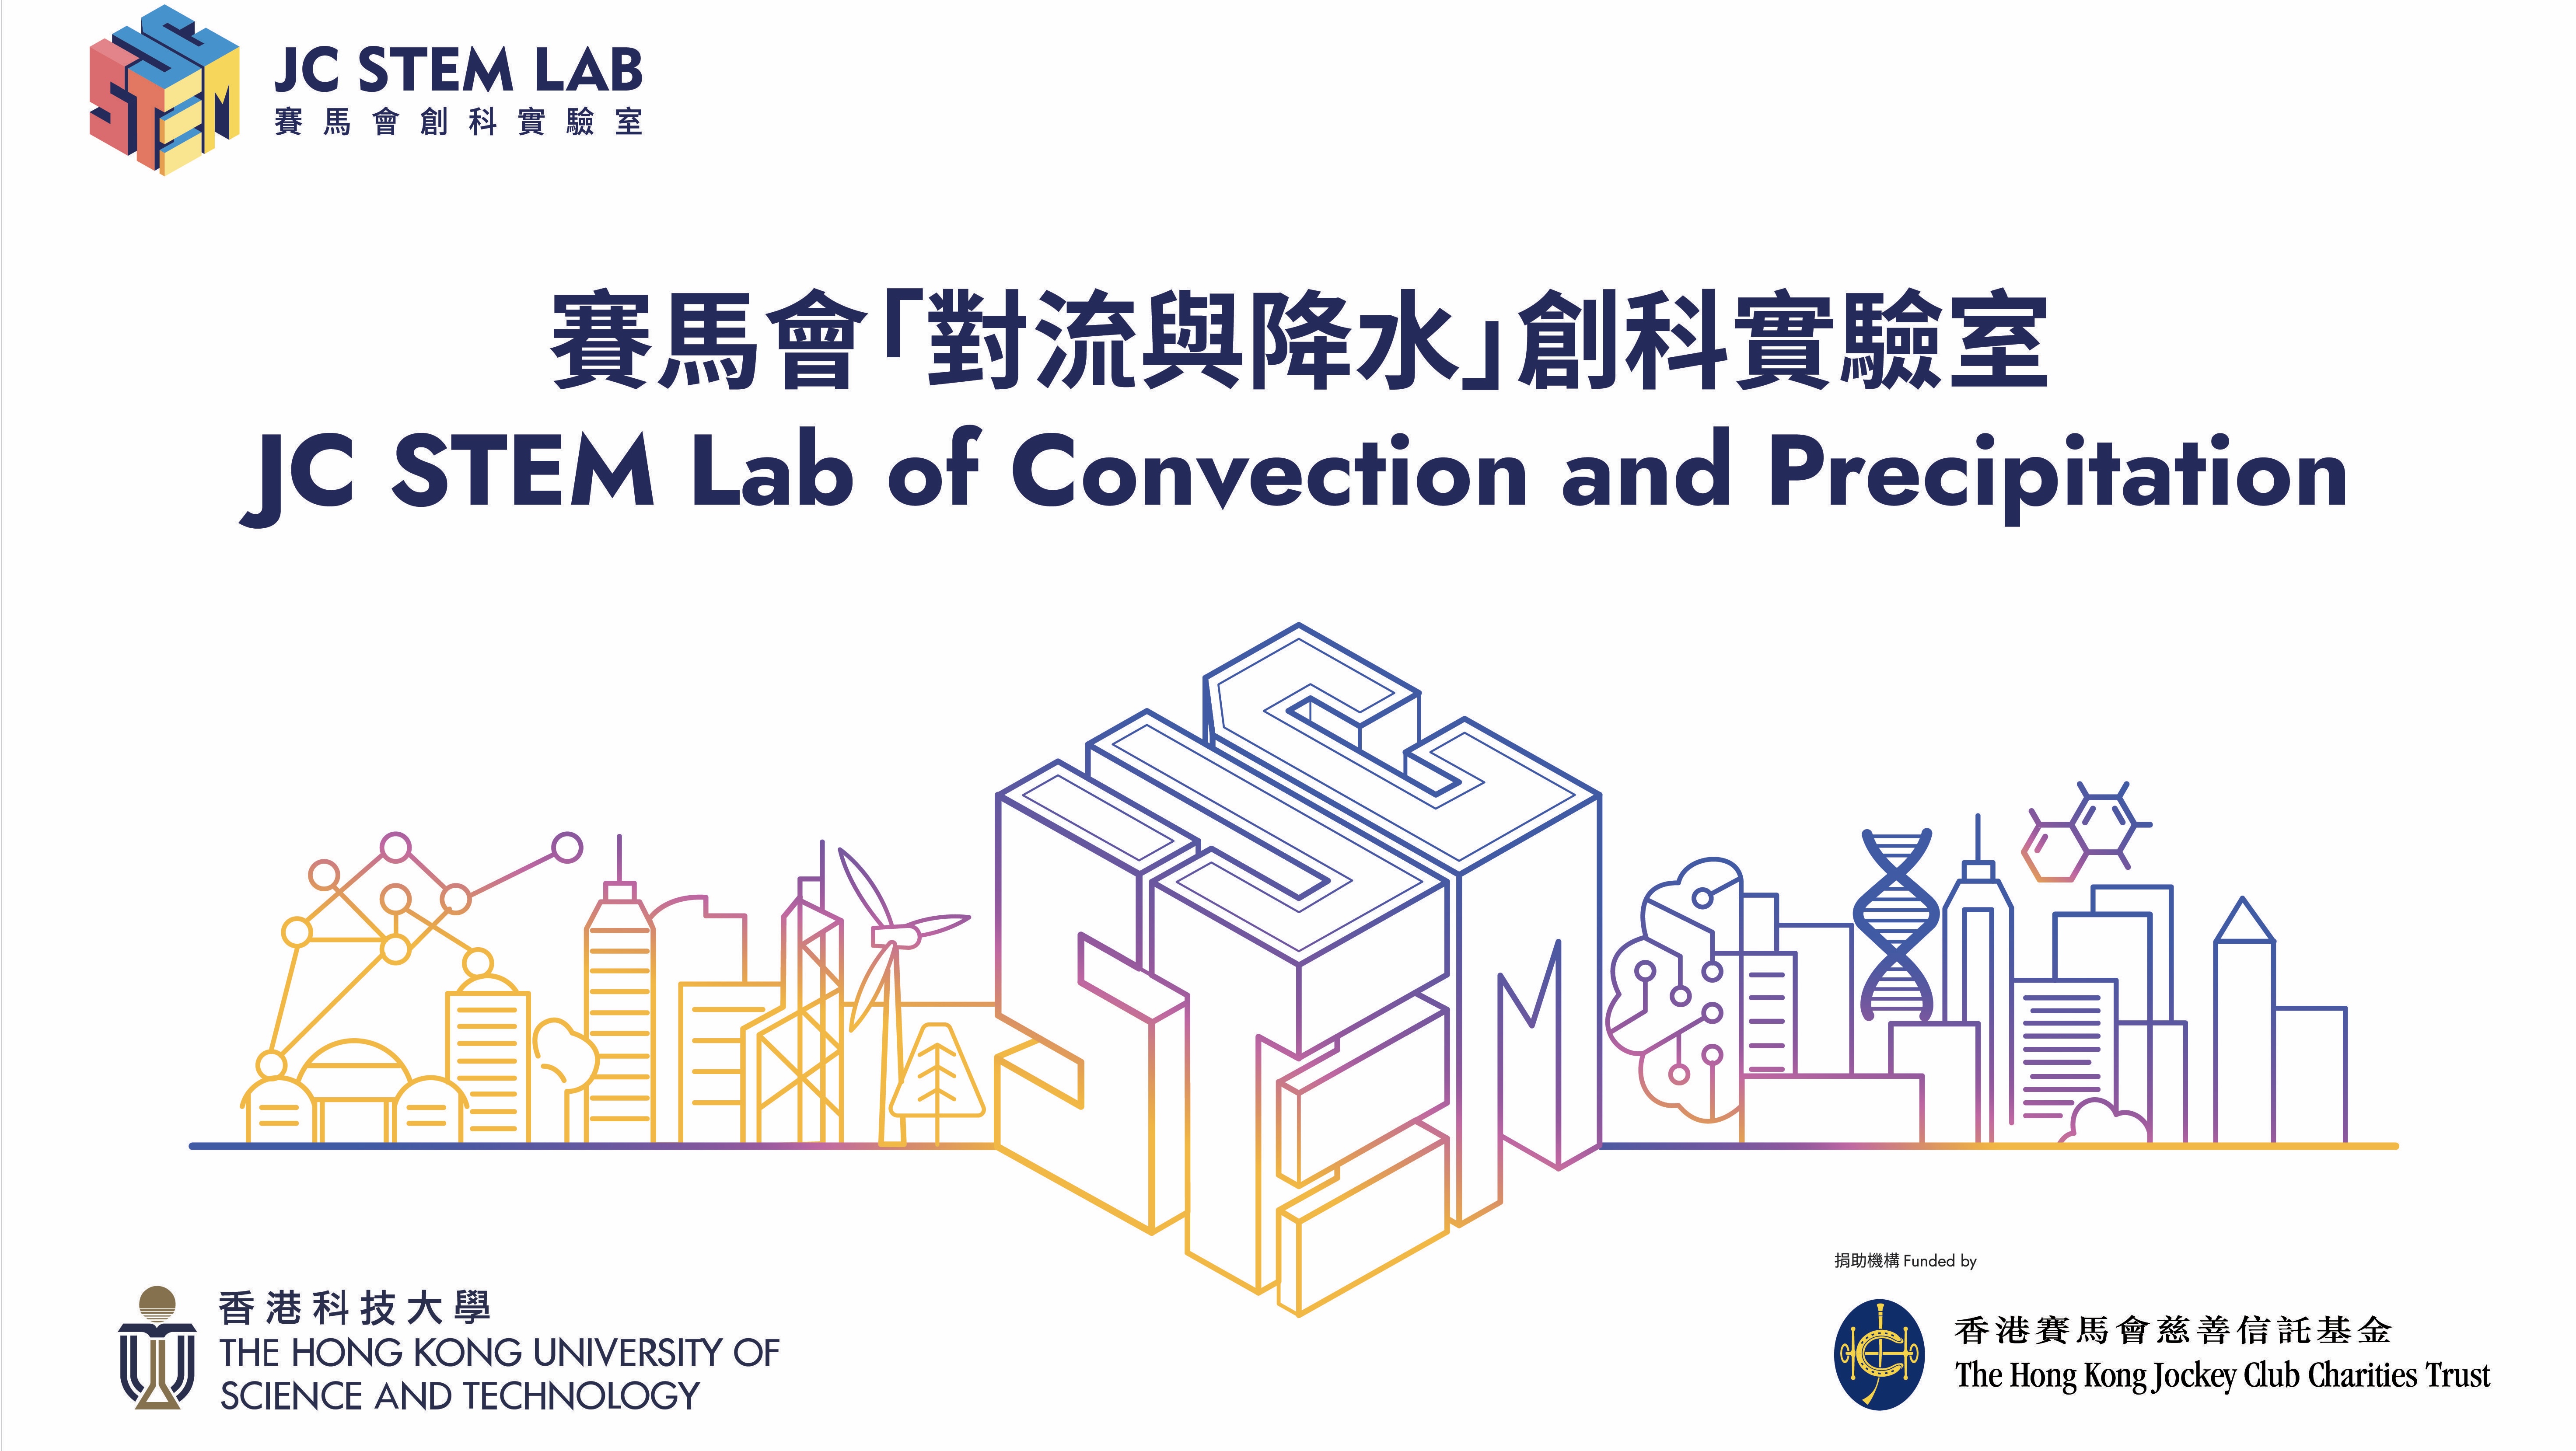 JC STEM LAB
賽馬會創科實驗室
賽馬會「對流與降水」創科實驗室
JC STEM Lab of Convection and Precipitation
STEM
香港科技大學
THE HONG KONG UNIVERSITY OF
SCIENCE AND TECHNOLOGY
捐助機構 Funded by
香港賽馬會慈善信託基金
The Hong Kong Jockey Club Charities Trust